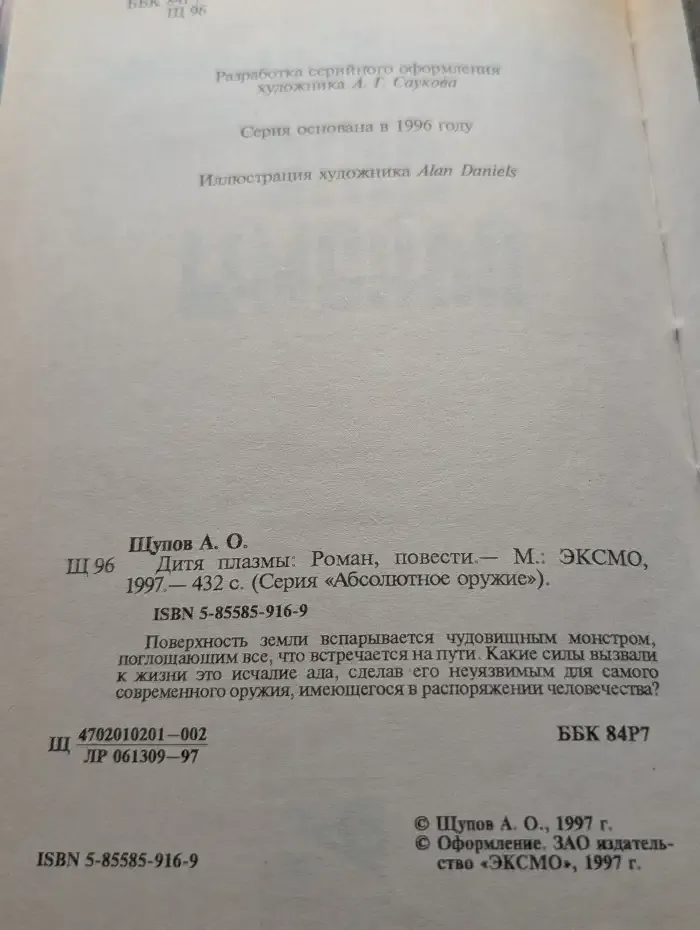 ББК 84Р7
Щ 96
Разработка серийного оформления
художника А. Г. Саукова
Серия основана в 1996 году
Иллюстрация художника Alan Daniels
Щупов А. О.
Щ 96 Дитя плазмы: Роман, повести.— М.: ЭКСМО,
1997.— 432 с. (Серия «Абсолютное оружие»).
ISBN 5-85585-916-9
Поверхность земли вспарывается чудовищным монстром,
поглощающим все, что встречается на пути. Какие силы вызвали
к жизни это исчалие ада, сделав его неуязвимым для самого
современного оружия, имеющегося в распоряжении человечества?
Щ 4702010201—002
ЛР 061309—97
ББК 84Р7
© Щупов А. О., 1997 г.
© Оформление. ЗАО издатель-
ство «ЭКСМО», 1997 г.
ISBN 5-85585-916-9